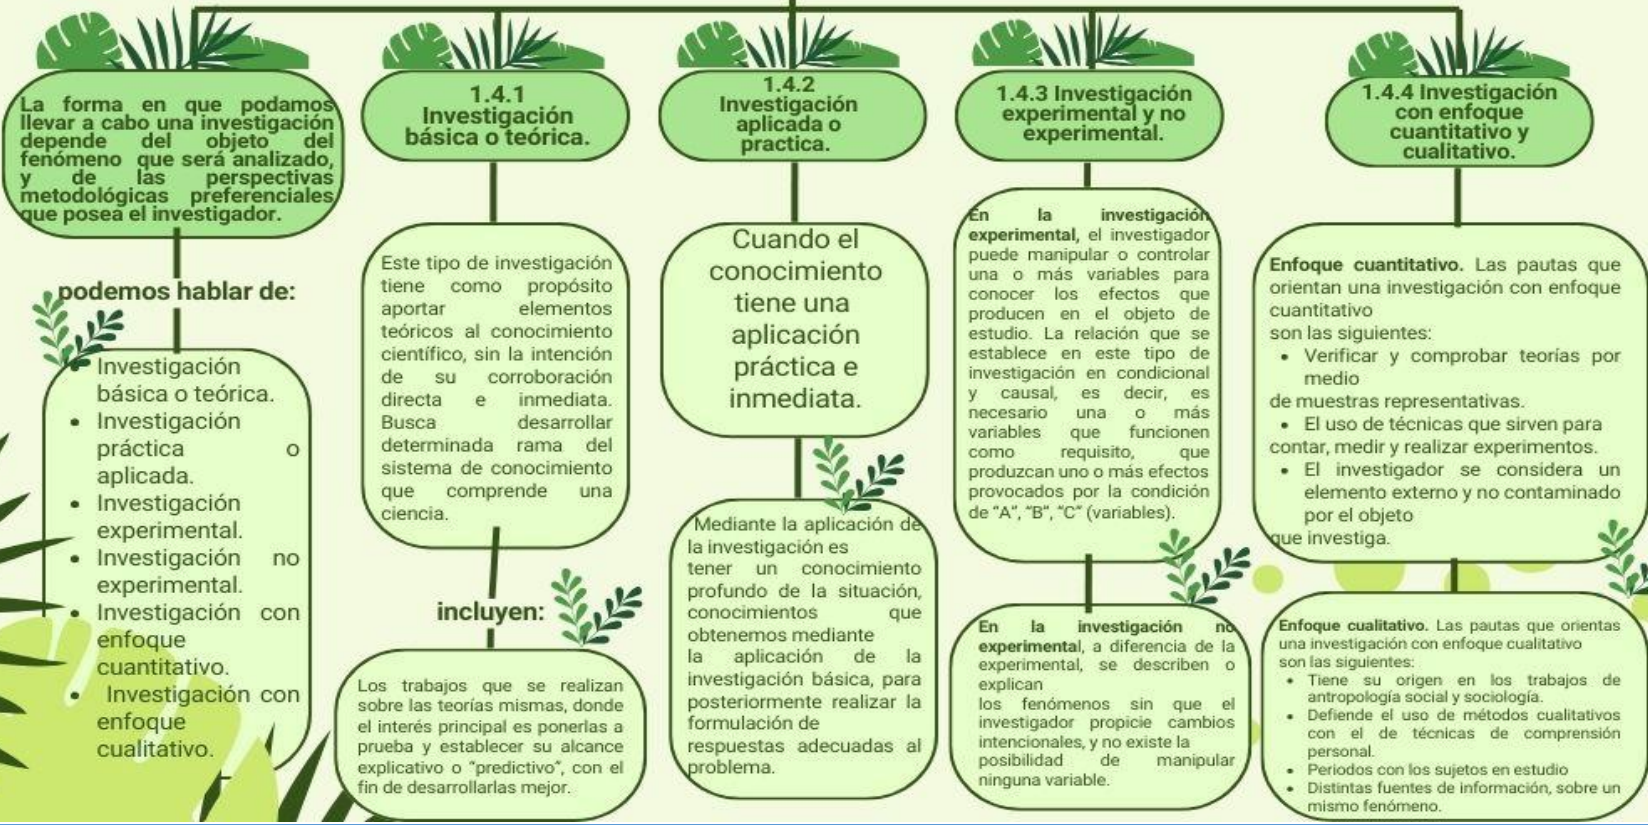 La forma en que podamos
llevar a cabo una investigación
depende del objeto del
fenómeno que será analizado,
y de las perspectivas
metodológicas preferenciales
que posea el investigador.
podemos hablar de:
• Investigación
básica o teórica.
• Investigación
práctica o
aplicada.
• Investigación
experimental.
• Investigación no
experimental.
• Investigación con
enfoque
cuantitativo.
• Investigación con
enfoque
cualitativo.
1.4.1
Investigación
básica o teórica.
Este tipo de investigación
tiene como propósito
aportar elementos
teóricos al conocimiento
científico, sin la intención
de su corroboración
directa e inmediata.
Busca desarrollar
determinada rama del
sistema de conocimiento
que comprende una
ciencia.
incluyen:
Los trabajos que se realizan
sobre las teorías mismas, donde
el interés principal es ponerlas a
prueba y establecer su alcance
explicativo o “predictivo”, con el
fin de desarrollarlas mejor.
1.4.2
Investigación
aplicada o
practica.
Cuando el
conocimiento
tiene una
aplicación
práctica e
inmediata.
Mediante la aplicación de
la investigación es
tener un conocimiento
profundo de la situación,
conocimientos que
obtenemos mediante
la aplicación de la
investigación básica, para
posteriormente realizar la
formulación de
respuestas adecuadas al
problema.
1.4.3 Investigación
experimental y no
experimental.
En la investigación
experimental, el investigador
puede manipular o controlar
una o más variables para
conocer los efectos que
producen en el objeto de
estudio. La relación que se
establece en este tipo de
investigación en condicional
y causal, es decir, es
necesario una o más
variables que funcionen
como requisito, que
produzcan uno o más efectos
provocados por la condición
de “A”, “B”, “C” (variables).
En la investigación no
experimental, a diferencia de la
experimental, se describen o
explican
los fenómenos sin que el
investigador propicie cambios
intencionales, y no existe la
posibilidad de manipular
ninguna variable.
1.4.4 Investigación
con enfoque
cuantitativo y
cualitativo.
Enfoque cuantitativo. Las pautas que
orientan una investigación con enfoque
cuantitativo
son las siguientes:
• Verificar y comprobar teorías por
medio
de muestras representativas.
• El uso de técnicas que sirven para
contar, medir y realizar experimentos.
• El investigador se considera un
elemento externo y no contaminado
por el objeto
que investiga.
Enfoque cualitativo. Las pautas que orientas
una investigación con enfoque cualitativo
son las siguientes:
• Tiene su origen en los trabajos de
antropología social y sociología.
• Defiende el uso de métodos cualitativos
con el de técnicas de comprensión
personal.
• Periodos con los sujetos en estudio
• Distintas fuentes de información, sobre un
mismo fenómeno.